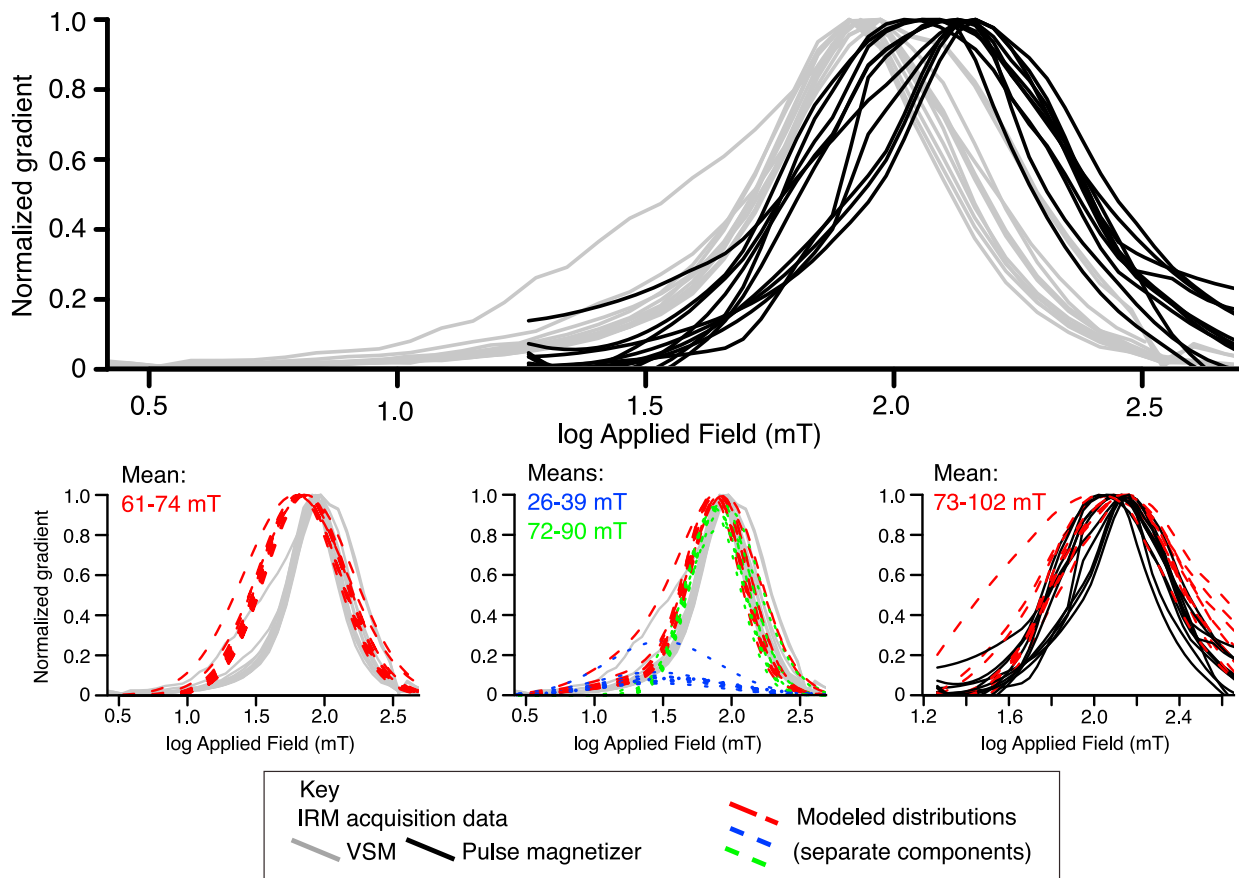 Normalized gradient
1.0
0.8
0.6
0.4
0.2
0
0.5
1.0
1.5
2.0
2.5
log Applied Field (mT)
Mean:
61-74 mT
Normalized gradient
1.0
0.8
0.6
0.4
0.2
0
0.5
1.0
1.5
2.0
2.5
log Applied Field (mT)
Means:
26-39 mT
72-90 mT
1.0
0.8
0.6
0.4
0.2
0
0.5
1.0
1.5
2.0
2.5
log Applied Field (mT)
Mean:
73-102 mT
1.0
0.8
0.6
0.4
0.2
0
1.2
1.6
2.0
2.4
log Applied Field (mT)
Key
IRM acquisition data
VSM
Pulse magnetizer
Modeled distributions
(separate components)